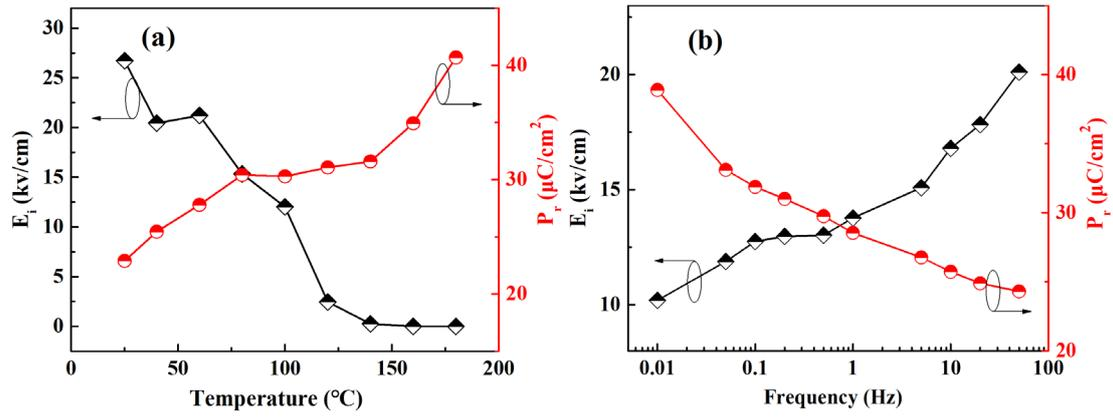 (a)
E_i (kv/cm)
30
25
20
15
10
5
0
0 50 100 150 200
Temperature (℃)
40
30
20
P_r (μC/cm²)
(b)
E_i (kv/cm)
20
15
10
0.01 0.1 1 10 100
Frequency (Hz)
40
30
20
P_r (μC/cm²)